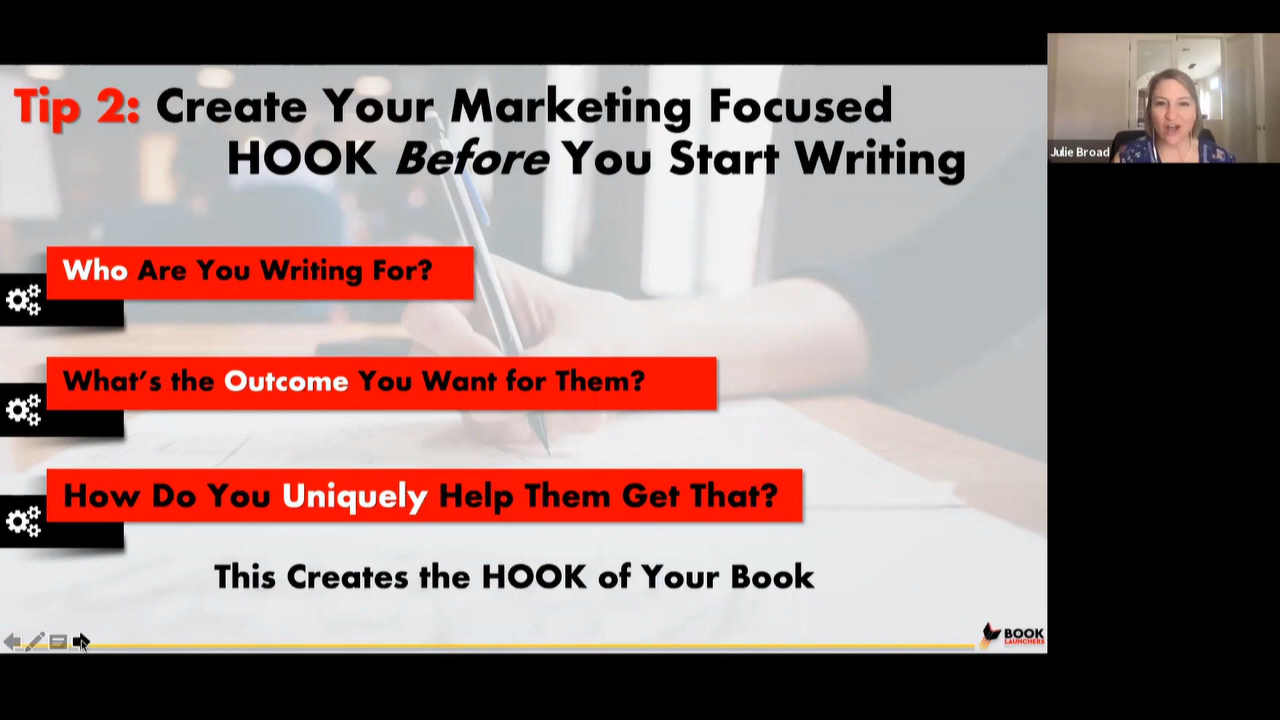 Tip 2: Create Your Marketing Focused
HOOK Before You Start Writing
Julie Broad
Who Are You Writing For?
What's the Outcome You Want for Them?
How Do You Uniquely Help Them Get That?
This Creates the HOOK of Your Book
BOOK
LAUNCHERS